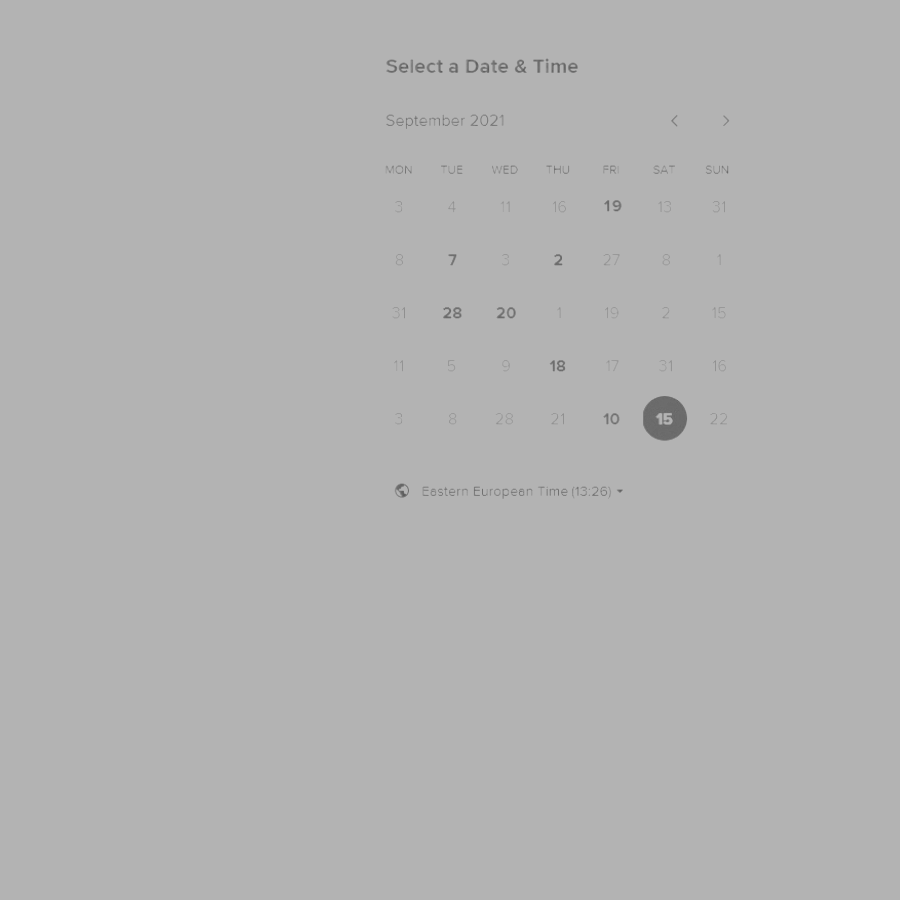 Select a Date & Time
September 2021
MON TUE WED THU FRI SAT SUN
3 4 11 16 19 13 31
8 7 3 2 27 8 1
31 28 20 1 19 2 15
11 5 9 18 17 31 16
3 8 28 21 10 15 22
Eastern European Time (13:26)